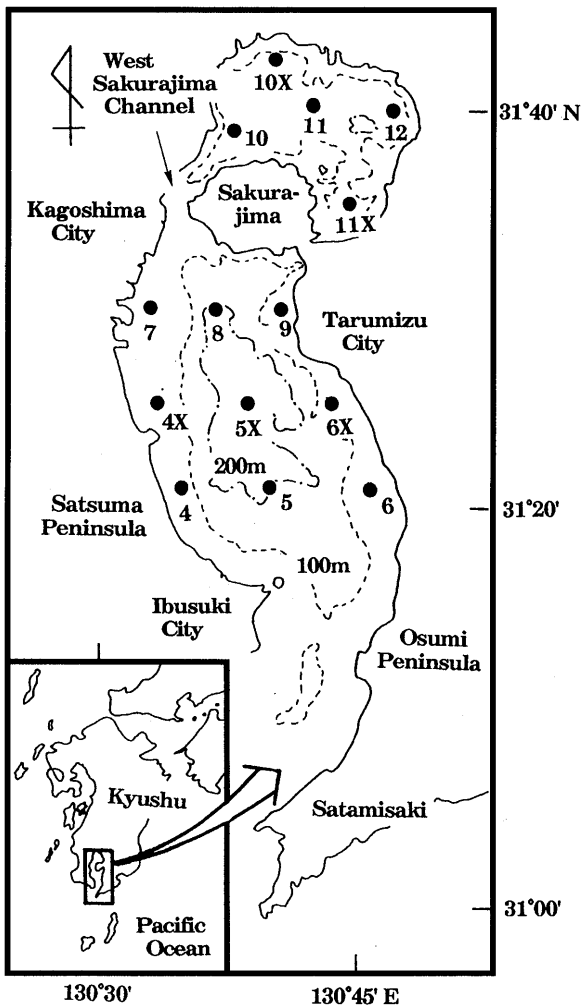 West
Sakurajima
Channel
10X
11
12
31°40' N
10
Sakura-
jima
11X
Kagoshima
City
7
8
9
Tarumizu
City
4X
5X
6X
200m
4
5
6
Satsuma
Peninsula
31°20'
100m
Ibusuki
City
Osumi
Peninsula
Kyushu
Satamisaki
Pacific
Ocean
31°00'
130°30'
130°45' E